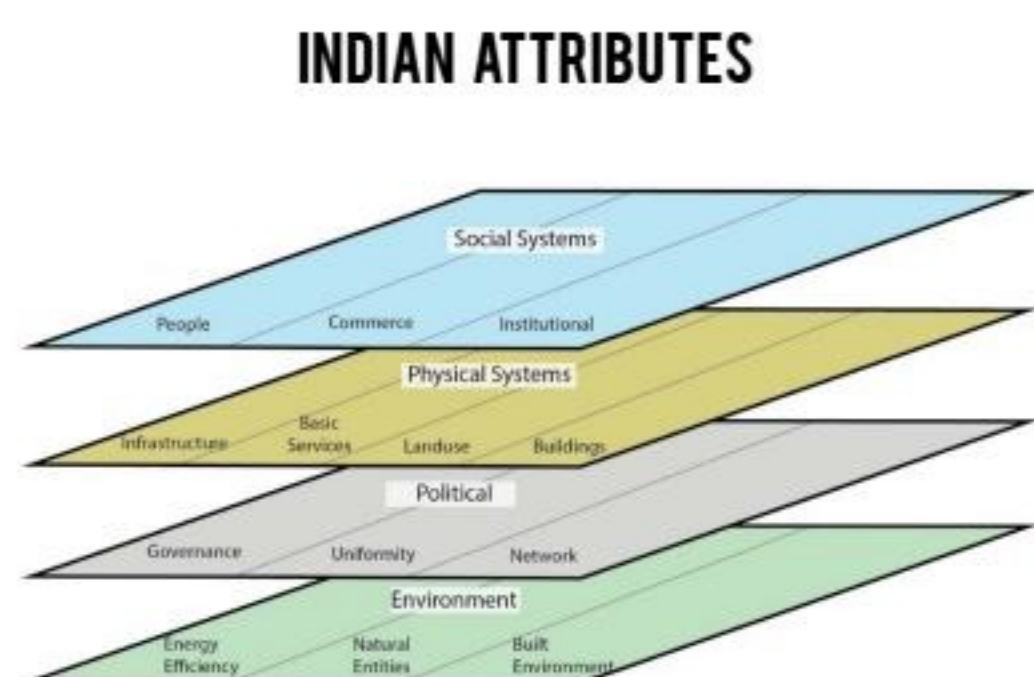 INDIAN ATTRIBUTES
Social Systems
People Commerce Institutional
Physical Systems
Infrastructure Basic Services Landuse Buildings
Political
Governance Uniformity Network
Environment
Energy Efficiency Natural Entities Built Environment